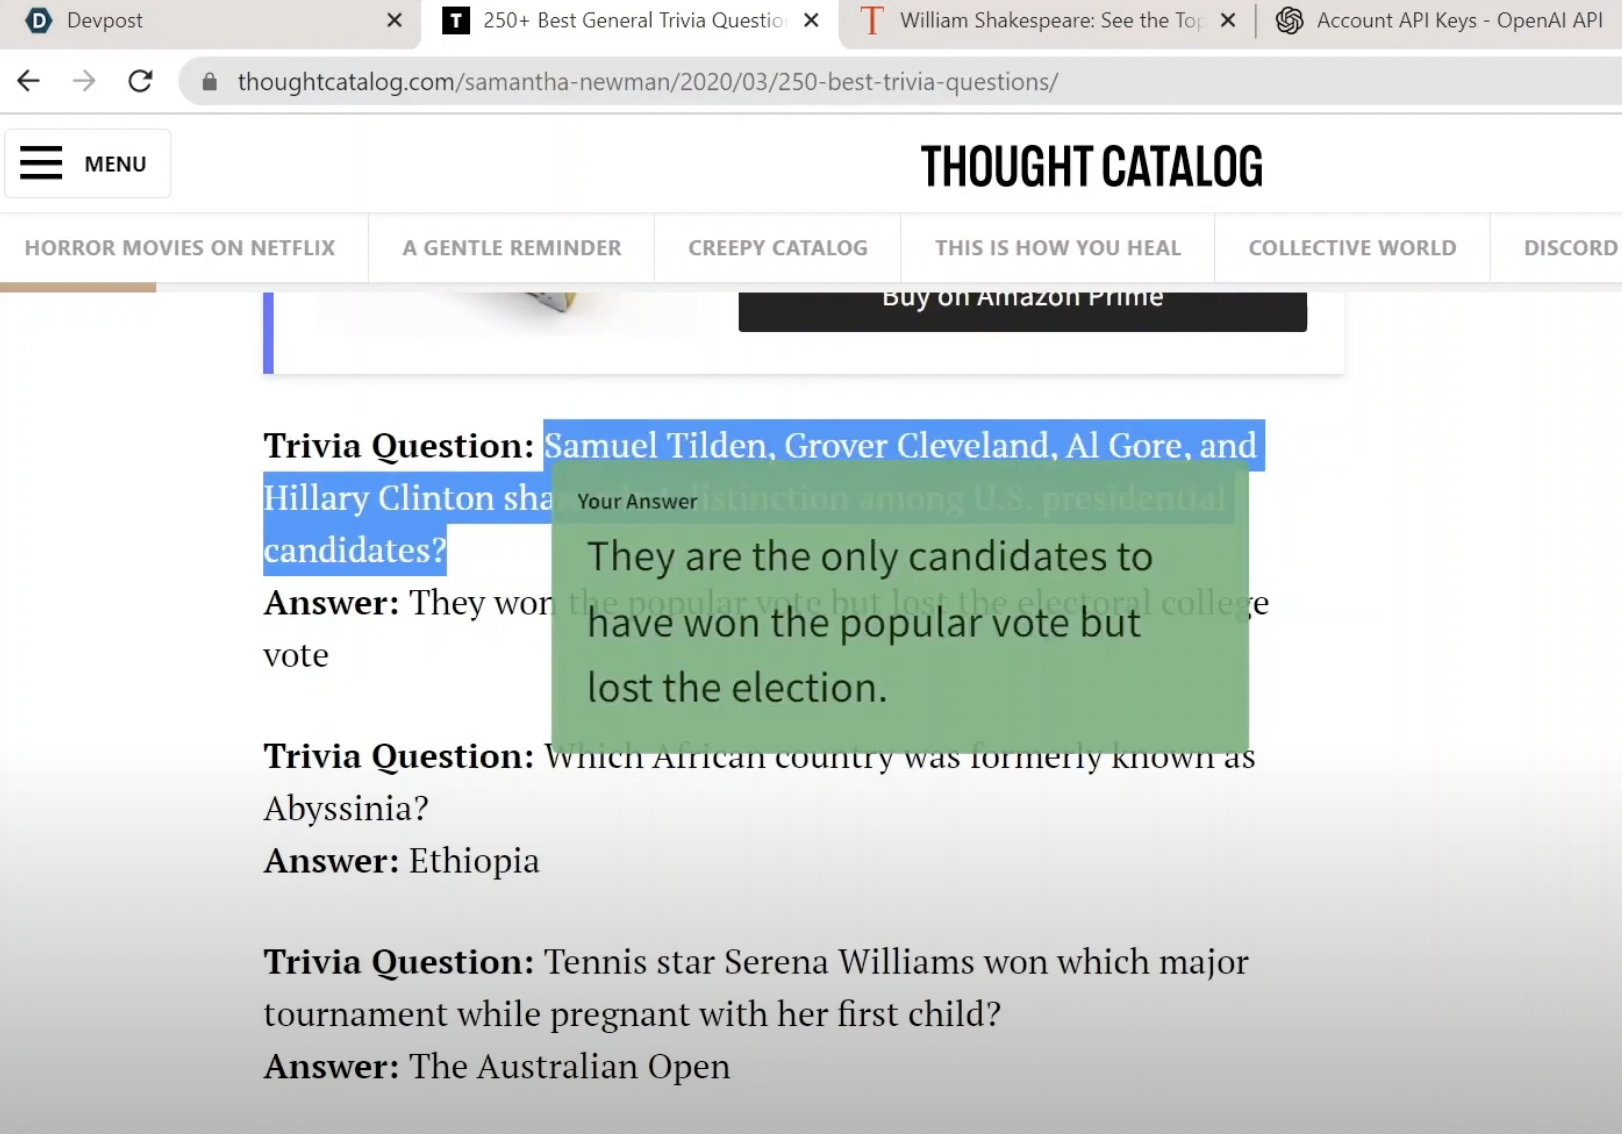 Devpost
250+ Best General Trivia Questio
William Shakespeare: See the Top
Account API Keys - OpenAI API
thoughtcatalog.com/samantha-newman/2020/03/250-best-trivia-questions/
MENU
THOUGHT CATALOG
HORROR MOVIES ON NETFLIX
A GENTLE REMINDER
CREEPY CATALOG
THIS IS HOW YOU HEAL
COLLECTIVE WORLD
DISCORD
Buy on Amazon Prime
Trivia Question: Samuel Tilden, Grover Cleveland, Al Gore, and
Hillary Clinton distinction among U.S. presidential
candidates?
Your Answer
They are the only candidates to
have won the popular vote but
lost the election.
Answer: They won the popular vote but lost the electoral college
vote
Trivia Question: Which African country was formerly known as
Abyssinia?
Answer: Ethiopia
Trivia Question: Tennis star Serena Williams won which major
tournament while pregnant with her first child?
Answer: The Australian Open